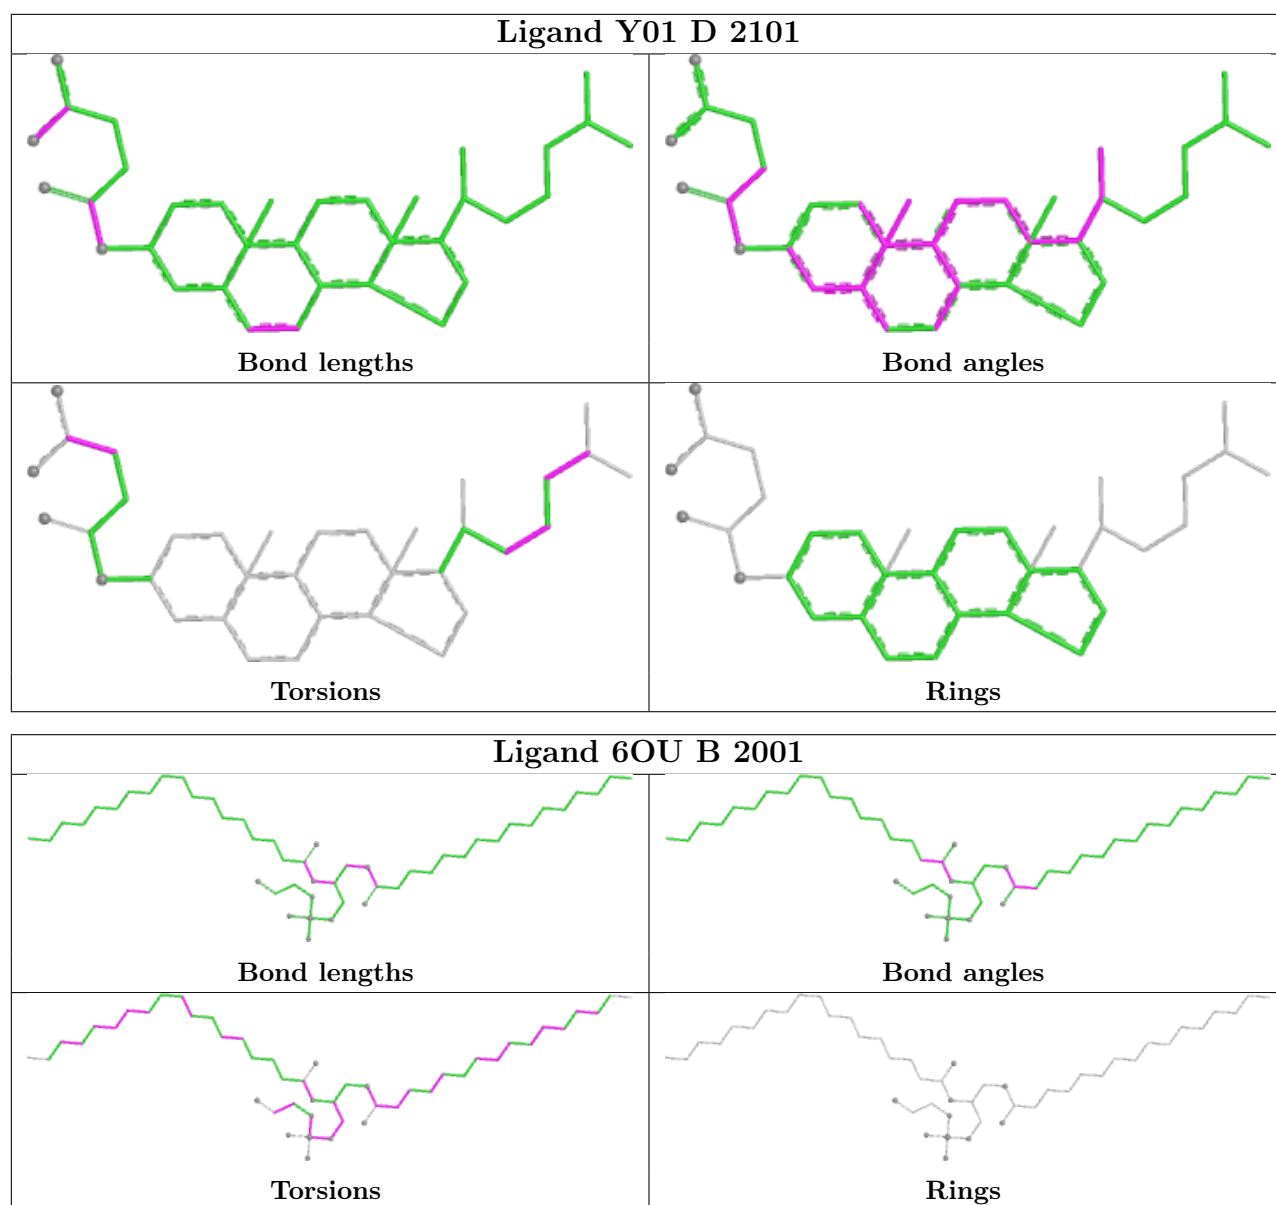 Ligand Y01 D 2101
Bond lengths
Bond angles
Torsions
Rings
Ligand 6OU B 2001
Bond lengths
Bond angles
Torsions
Rings